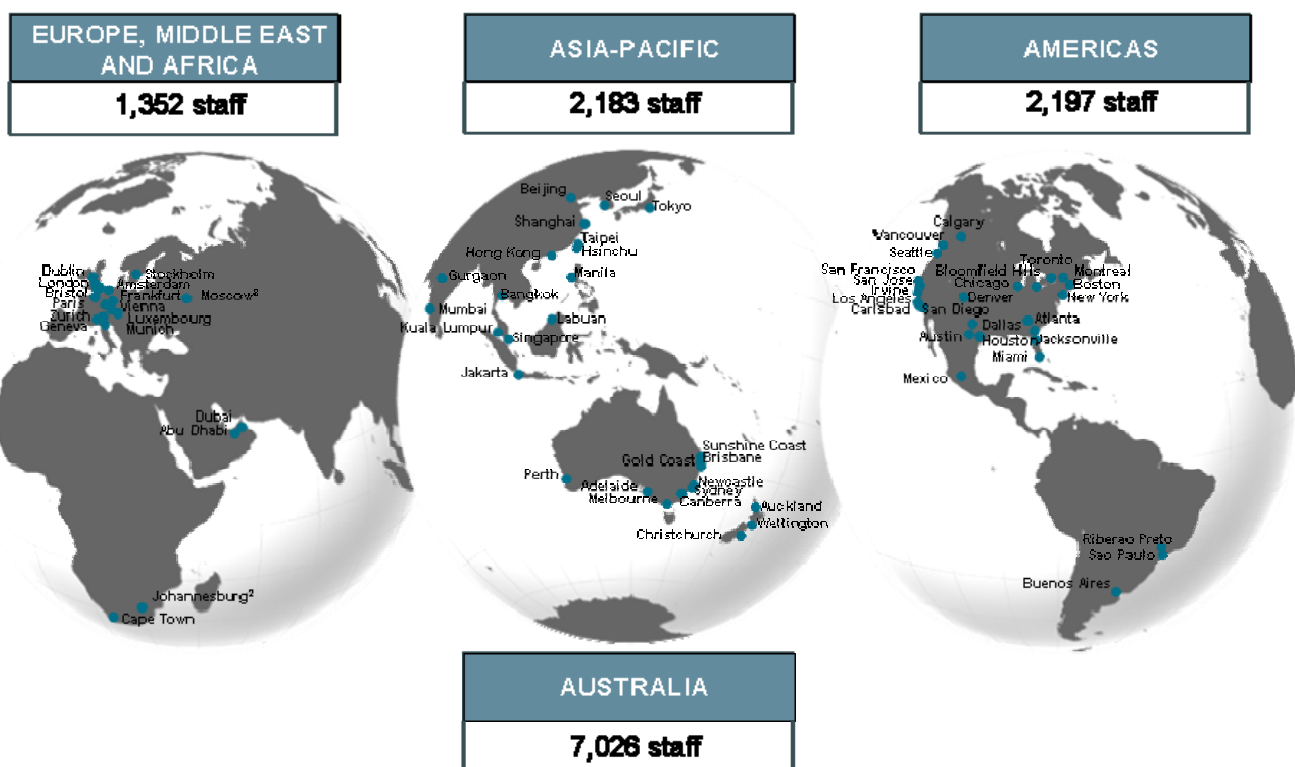 EUROPE, MIDDLE EAST
AND AFRICA
1,352 staff
Dublin
London
Bristol
Paris
Zurich
Geneva
Stockholm
Amsterdam
Frankfurt
Moscow²
Vienna
Luxembourg
Munich
Dubai
Abu Dhabi
Johannesburg²
Cape Town
ASIA-PACIFIC
2,183 staff
Beijing
Seoul
Tokyo
Shanghai
Taipei
Hsinchu
Hong Kong
Manila
Gurgaon
Bangkok
Mumbai
Labuan
Kuala Lumpur
Singapore
Jakarta
Sunshine Coast
Gold Coast
Brisbane
Perth
Adelaide
Newcastle
Sydney
Melbourne
Canberra
Auckland
Wellington
Christchurch
AUSTRALIA
7,026 staff
AMERICAS
2,197 staff
Calgary
Vancouver
Seattle
Toronto
San Francisco
Bloomfield Hills
Montreal
San Jose
Chicago
Boston
Irvine
New York
Los Angeles
Denver
Carlsbad
San Diego
Atlanta
Dallas
Austin
Houston
Jacksonville
Miami
Mexico
Riberao Preto
Sao Paulo
Buenos Aires